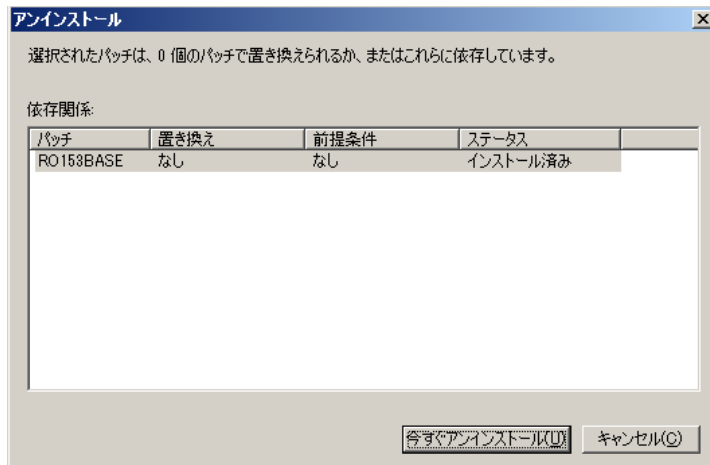 アンインストール
選択されたパッチは、0 個のパッチで置き換えられるか、またはこれらに依存しています。
依存関係:
パッチ 置き換え 前提条件 ステータス
RO153BASE なし なし インストール済み
今すぐアンインストール(U) キャンセル(C)